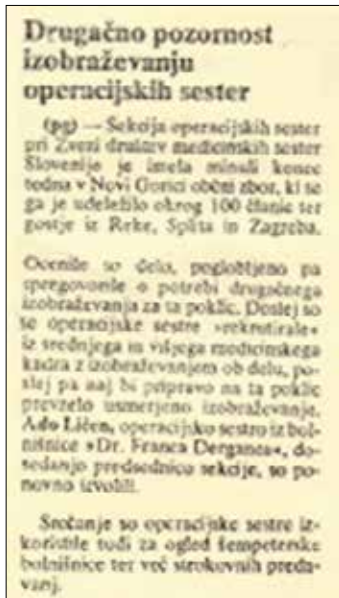 Drugačno pozornost
izobraževanju
operacijskih sester
(pg) — Sekcija operacijskih sester
pri Zvezi društev medicinskih sester
Slovenije je imela minuli konec
tedna v Novi Gorici občni zbor, ki se
ga je udeležilo okrog 100 članic ter
gostje iz Reke, Splita in Zagreba.
Ocenile so delo, poglobljeno pa
spregovorile o potrebi drugačnega
izobraževanja za ta poklic. Doslej so
se operacijske sestre »rekrutirale«
iz srednjega in višjega medicinskega
kadra z izobraževanjem ob delu, po-
slej pa naj bi pripravo na ta poklic
prevzelo usmerjeno izobraževanje.
Ado Ličen, operacijsko sestro iz bol-
nišnice »Dr. Franca Derganca«, do-
sedanjo predsednico sekcije, so po-
novno izvolili.
Srečanje so operacijske sestre iz-
koristile tudi za ogled šempeterske
bolnišnice ter več strokovnih preda-
vanj.